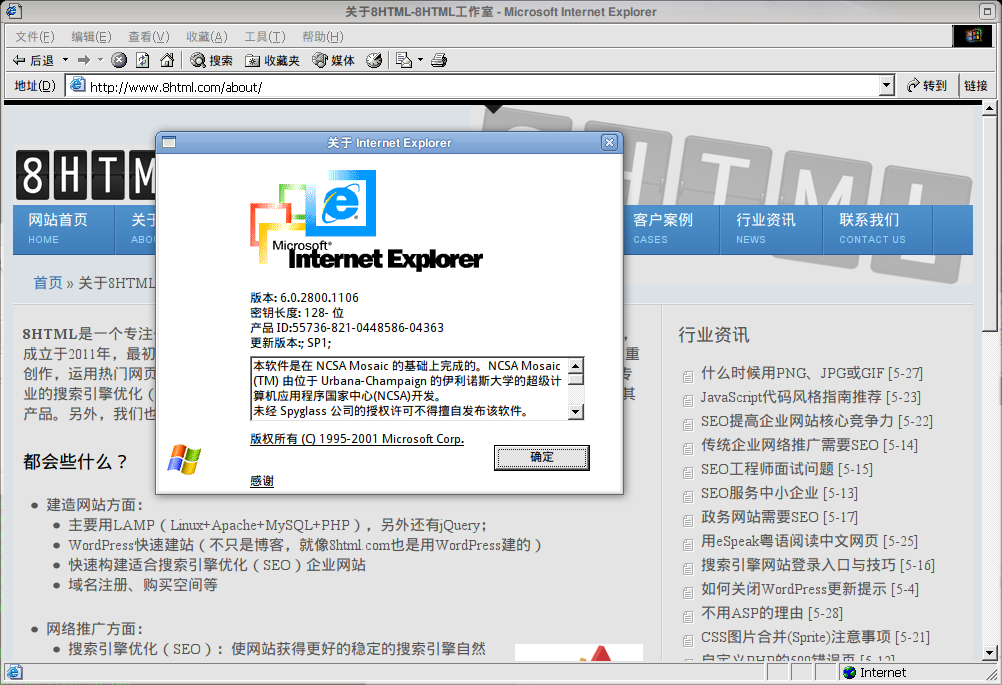 关于8HTML-8HTML工作室 - Microsoft Internet Explorer
文件(F) 编辑(E) 查看(V) 收藏(A) 工具(T) 帮助(H)
后退 搜索 收藏夹 媒体
地址(D) http://www.8html.com/about/ 转到 链接
8HTM
HTML
网站首页 关于 客户案例 行业资讯 联系我们
HOME ABOU CASES NEWS CONTACT US
首页 » 关于8HTML
关于 Internet Explorer
Microsoft®
Internet Explorer
版本: 6.0.2800.1106
密钥长度: 128- 位
产品 ID:55736-821-0448586-04363
更新版本:; SP1;
本软件是在 NCSA Mosaic 的基础上完成的。NCSA Mosaic
(TM) 由位于 Urbana-Champaign 的伊利诺斯大学的超级计
算机应用程序国家中心(NCSA)开发。
未经 Spyglass 公司的授权许可不得擅自发布该软件。
版权所有 (C) 1995-2001 Microsoft Corp.
确定
感谢
8HTML是一个专注 ，
成立于2011年，最初 重
创作，运用热门网页 专
业的搜索引擎优化（ 其
产品。另外，我们也
都会些什么？
建造网站方面：
主要用LAMP（Linux+Apache+MySQL+PHP），另外还有jQuery；
WordPress快速建站（不只是博客，就像8html.com也是用WordPress建的）
快速构建适合搜索引擎优化（SEO）企业网站
域名注册、购买空间等
网络推广方面：
搜索引擎优化（SEO）：使网站获得更好的稳定的搜索引擎自然
行业资讯
什么时候用PNG、JPG或GIF [5-27]
JavaScript代码风格指南推荐 [5-23]
SEO提高企业网站核心竞争力 [5-22]
传统企业网络推广需要SEO [5-14]
SEO工程师面试问题 [5-15]
SEO服务中小企业 [5-13]
政务网站需要SEO [5-17]
用eSpeak粤语阅读中文网页 [5-25]
搜索引擎网站登录入口与技巧 [5-16]
如何关闭WordPress更新提示 [5-4]
不用ASP的理由 [5-28]
CSS图片合并(Sprite)注意事项 [5-21]
自定义PHP的500错误页 [5-12]
Internet